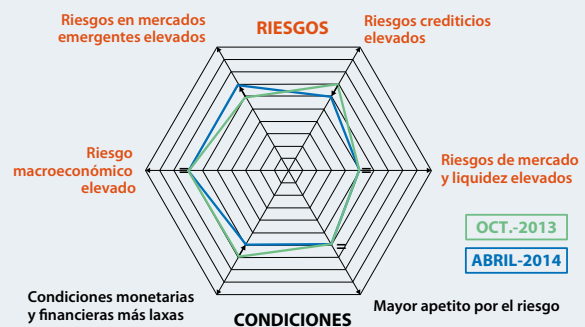 Riesgos en mercados
emergentes elevados
RIESGOS
Riesgos crediticios
elevados
Riesgo
macroeconómico
elevado
=
=
Riesgos de mercado
y liquidez elevados
OCT.-2013
ABRIL-2014
=
Condiciones monetarias
y financieras más laxas
CONDICIONES
Mayor apetito por el riesgo